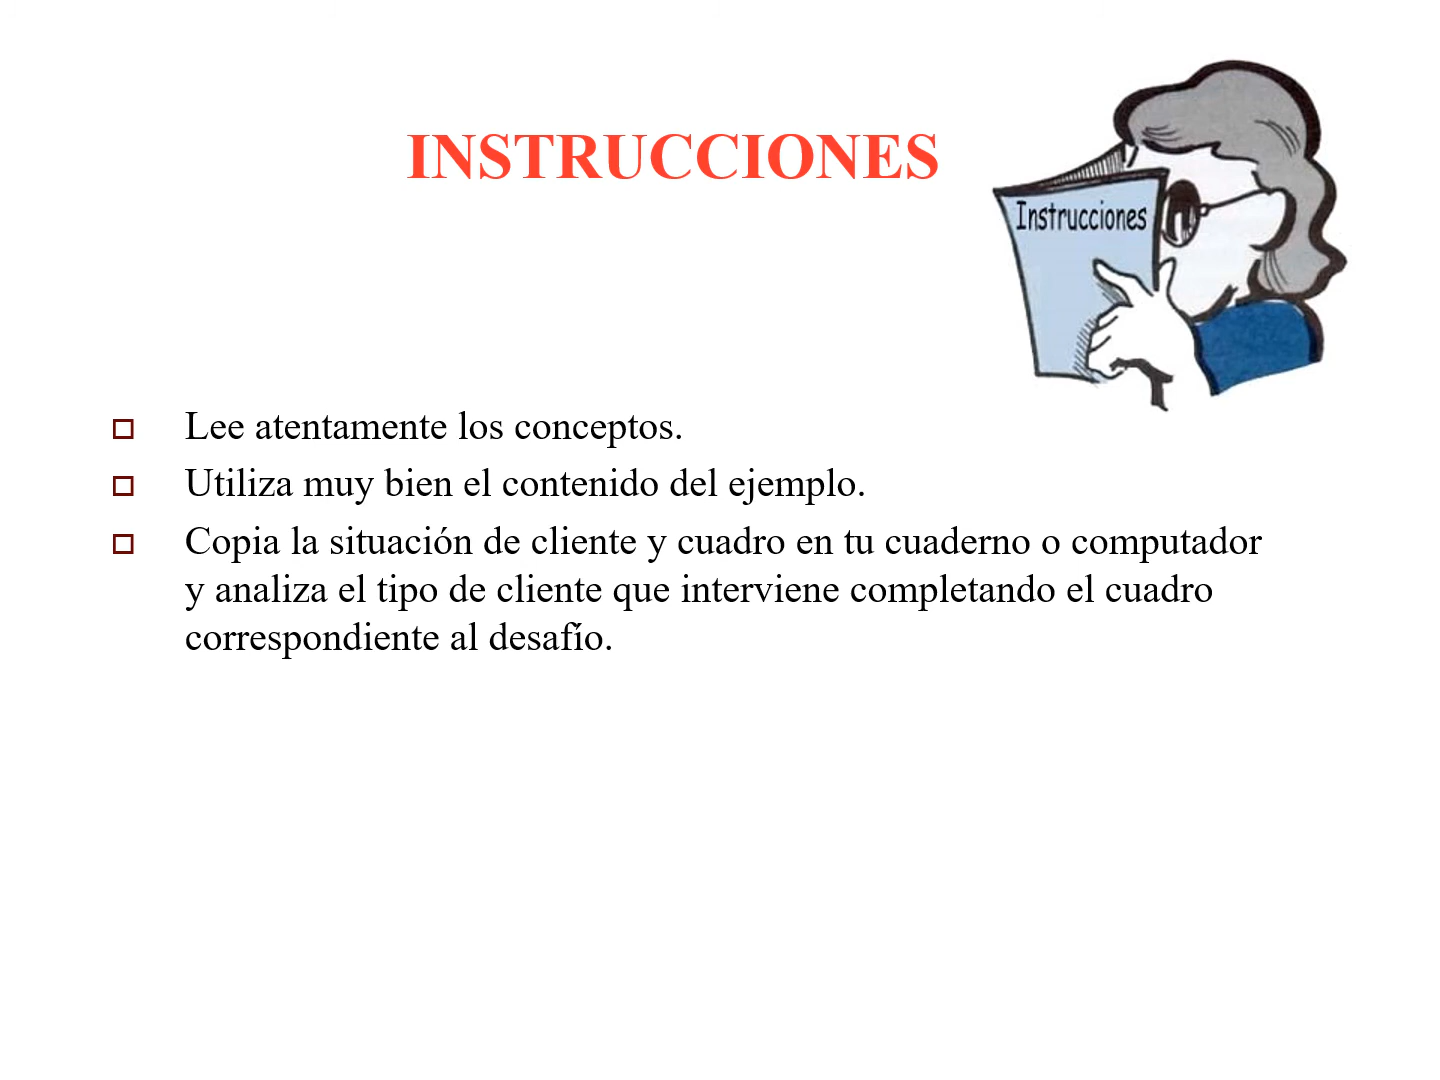 INSTRUCCIONES
Instrucciones
Lee atentamente los conceptos.
Utiliza muy bien el contenido del ejemplo.
Copia la situación de cliente y cuadro en tu cuaderno o computador
y analiza el tipo de cliente que interviene completando el cuadro
correspondiente al desafío.